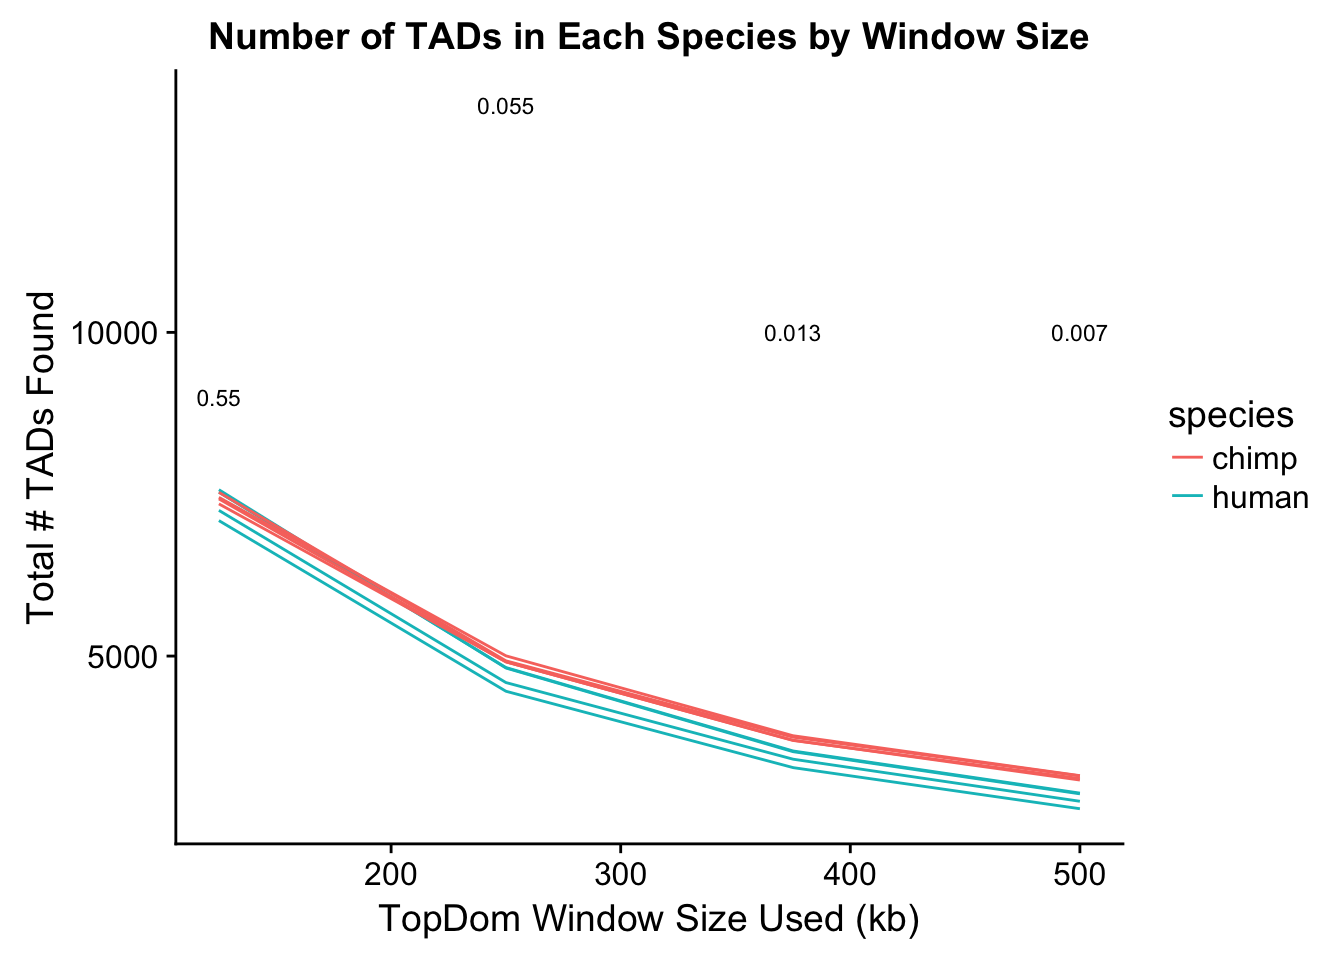 Number of TADs in Each Species by Window Size
0.055
10000
0.013
0.007
0.55
Total # TADs Found
species
chimp
human
5000
200
300
400
500
TopDom Window Size Used (kb)